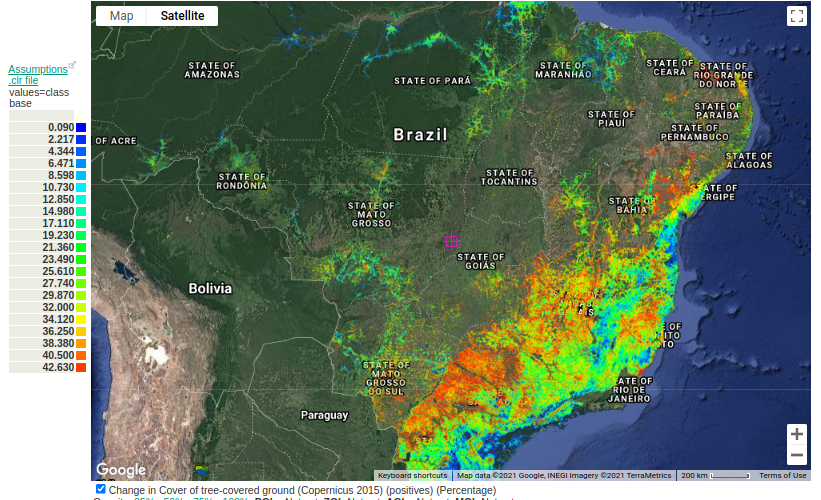 Map
Satellite
Assumptions
.clr file
values=class
base
0.090
2.217
4.344
6.471
8.598
10.730
12.850
14.980
17.110
19.230
21.360
23.490
25.610
27.740
29.870
32.000
34.120
36.250
38.380
40.500
42.630
STATE OF
AMAZONAS
STATE OF PARÁ
STATE OF
MARANHÃO
STATE OF
CEARÁ
STATE OF
RIO GRANDE
DO NORTE
STATE OF
PARAÍBA
STATE OF
PIAUÍ
STATE OF
PERNAMBUCO
Brazil
OF ACRE
STATE OF
ALAGOAS
STATE OF
RONDÔNIA
STATE OF
TOCANTINS
STATE OF
BAHIA
ATE OF
ERGIPE
STATE OF
MATO
GROSSO
STATE OF
GOIÁS
Bolivia
E OF
ITO
TO
STATE OF
MATO
GROSSO
DO SUL
ATE OF
RIO DE
JANEIRO
Paraguay
Google
Keyboard shortcuts
Map data ©2021 Google, INEGI Imagery ©2021 TerraMetrics
200 km
Terms of Use
Change in Cover of tree-covered ground (Copernicus 2015) (positives) (Percentage)